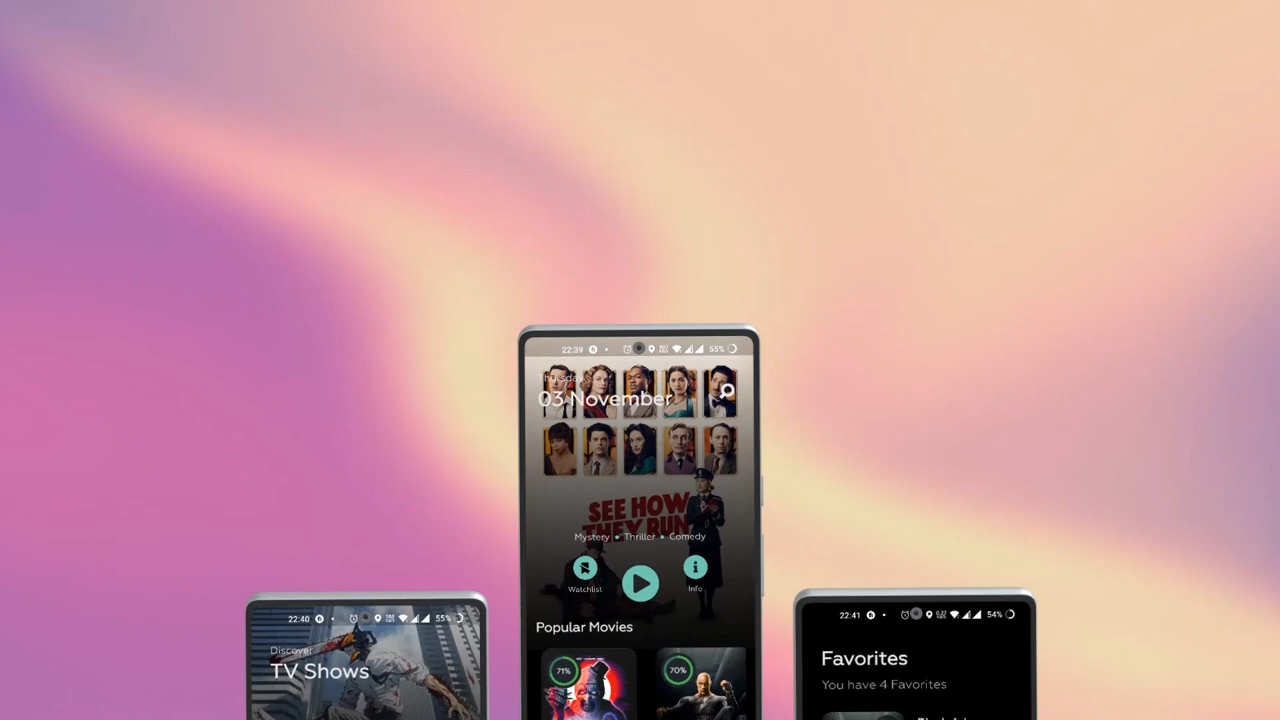 22:39
55%
Thursday
03 November
SEE HOW
THEY RUN
Mystery • Thriller • Comedy
Watchlist
Info
Popular Movies
71%
70%
22:40
55%
Discover
TV Shows
22:41
54%
Favorites
You have 4 Favorites